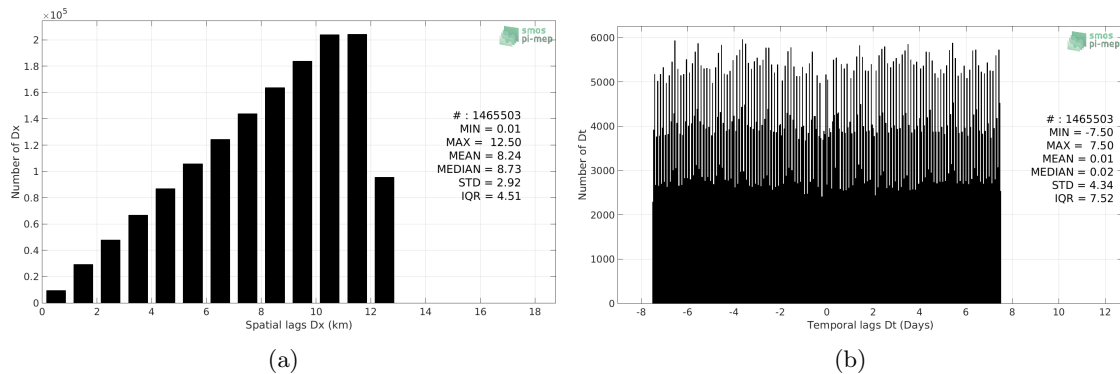 ×10⁵
2
1.8
1.6
1.4
1.2
1
0.8
0.6
0.4
0.2
0
Number of Dx
smos
pi-mep
# : 1465503
MIN = 0.01
MAX = 12.50
MEAN = 8.24
MEDIAN = 8.73
STD = 2.92
IQR = 4.51
0 2 4 6 8 10 12 14 16 18
Spatial lags Dx (km)
(a)
6000
5000
4000
3000
2000
1000
0
Number of Dt
smos
pi-mep
# : 1465503
MIN = -7.50
MAX = 7.50
MEAN = 0.01
MEDIAN = 0.02
STD = 4.34
IQR = 7.52
-8 -6 -4 -2 0 2 4 6 8 10 12
Temporal lags Dt (Days)
(b)